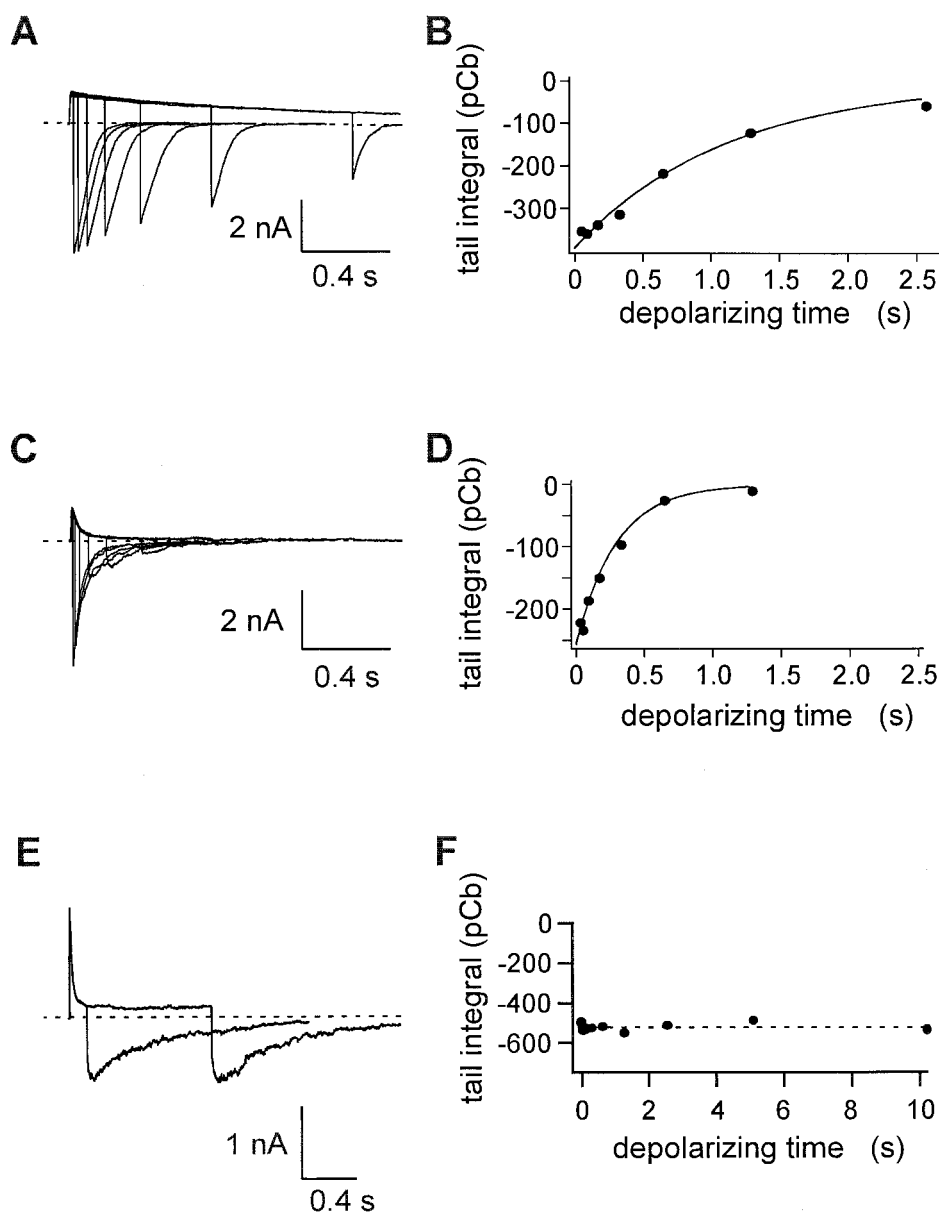 A
2 nA
0.4 s
B
tail integral (pCb)
0
-100
-200
-300
0 0.5 1.0 1.5 2.0 2.5
depolarizing time (s)
C
2 nA
0.4 s
D
tail integral (pCb)
0
-100
-200
0 0.5 1.0 1.5 2.0 2.5
depolarizing time (s)
E
1 nA
0.4 s
F
tail integral (pCb)
0
-200
-400
-600
0 2 4 6 8 10
depolarizing time (s)